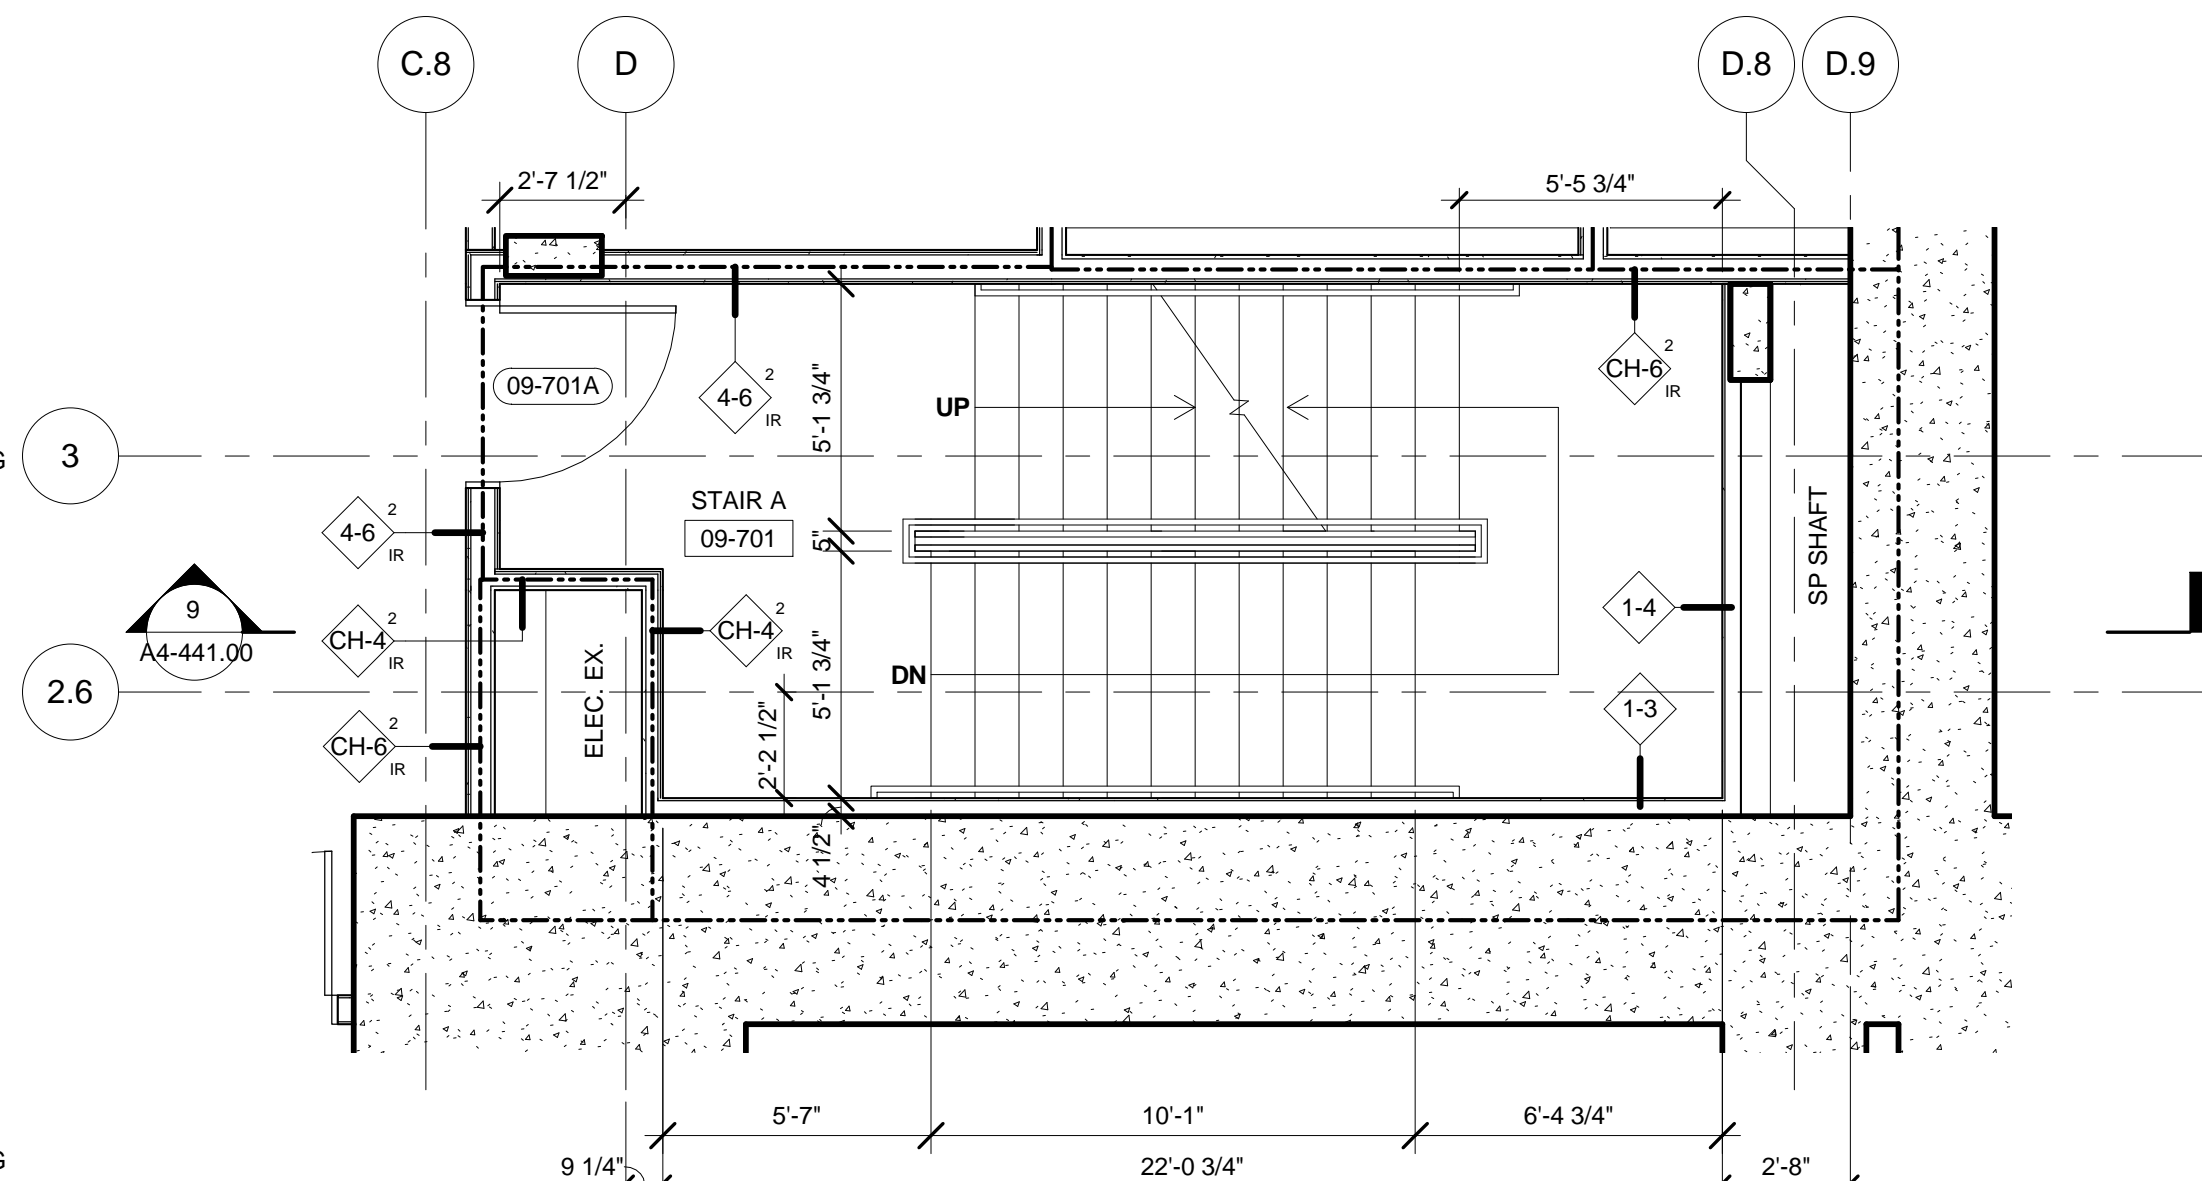 C.8
D
D.8
D.9
2'-7 1/2"
5'-5 3/4"
09-701A
4-6
2
IR
5'-1 3/4"
UP
CH-6
2
IR
G
3
STAIR A
09-701
5"
4-6
2
IR
SP SHAFT
9
A4-441.00
CH-4
2
IR
CH-4
2
IR
1-4
ELEC. EX.
5'-1 3/4"
DN
2.6
2'-2 1/2"
1-3
CH-6
2
IR
4 1/2"
5'-7"
10'-1"
6'-4 3/4"
G
9 1/4"
22'-0 3/4"
2'-8"